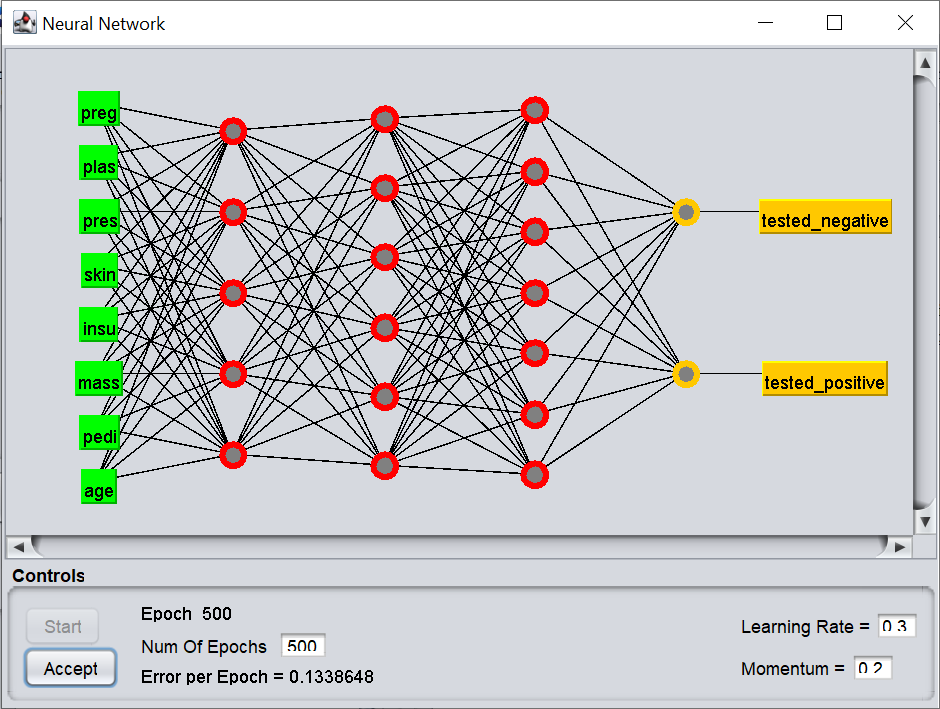 Neural Network
preg
plas
pres
skin
insu
mass
pedi
age
tested_negative
tested_positive
Controls
Start
Accept
Epoch 500
Num Of Epochs 500
Error per Epoch = 0.1338648
Learning Rate = 0.3
Momentum = 0.2